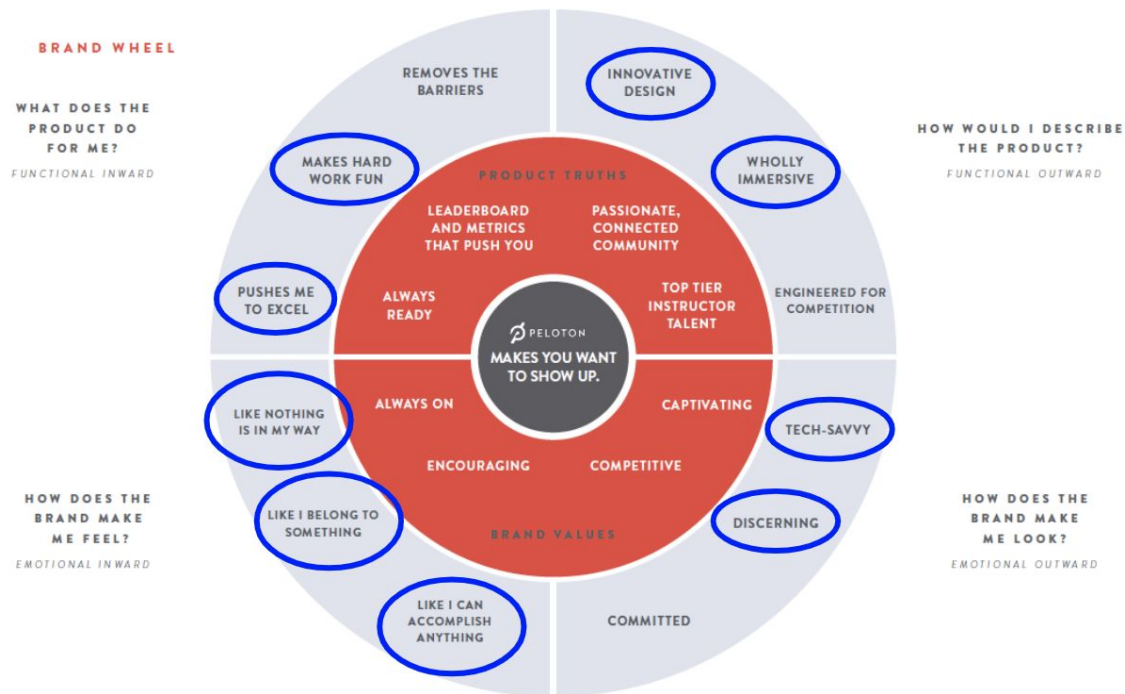 BRAND WHEEL
WHAT DOES THE
PRODUCT DO
FOR ME?
FUNCTIONAL INWARD
REMOVES THE
BARRIERS
MAKES HARD
WORK FUN
PUSHES ME
TO EXCEL
INNOVATIVE
DESIGN
WHOLLY
IMMERSIVE
ENGINEERED FOR
COMPETITION
HOW WOULD I DESCRIBE
THE PRODUCT?
FUNCTIONAL OUTWARD
PRODUCT TRUTHS
LEADERBOARD
AND METRICS
THAT PUSH YOU
PASSIONATE,
CONNECTED
COMMUNITY
ALWAYS
READY
TOP TIER
INSTRUCTOR
TALENT
PELOTON
MAKES YOU WANT
TO SHOW UP.
ALWAYS ON
CAPTIVATING
ENCOURAGING
COMPETITIVE
BRAND VALUES
HOW DOES THE
BRAND MAKE
ME FEEL?
EMOTIONAL INWARD
LIKE NOTHING
IS IN MY WAY
LIKE I BELONG TO
SOMETHING
LIKE I CAN
ACCOMPLISH
ANYTHING
TECH-SAVVY
DISCERNING
COMMITTED
HOW DOES THE
BRAND MAKE
ME LOOK?
EMOTIONAL OUTWARD